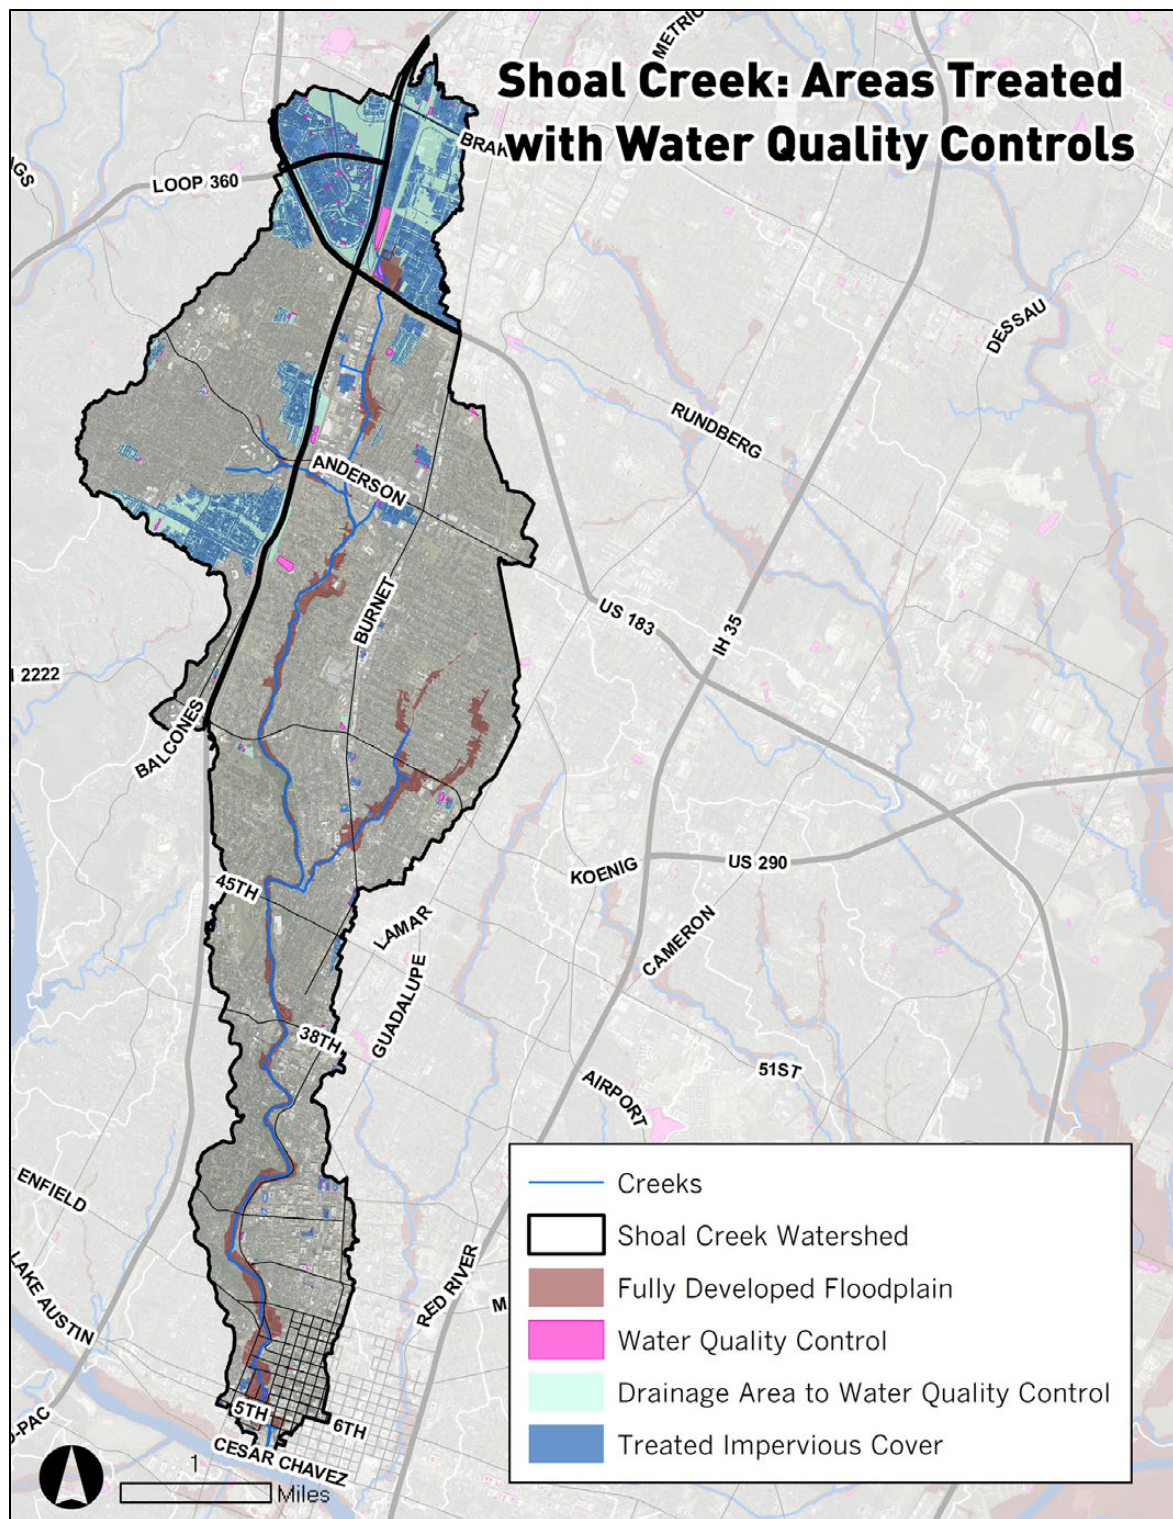 METRIC
Shoal Creek: Areas Treated
with Water Quality Controls
LOOP 360
DESSAU
RUNDBERG
ANDERSON
BURNET
US 183
IH 35
2222
BALCONES
KOENIG
US 290
45TH
LAMAR
CAMERON
GUADALUPE
38TH
51ST
AIRPORT
ENFIELD
LAKE AUSTIN
RED RIVER
5TH
6TH
CESAR CHAVEZ
Creeks
Shoal Creek Watershed
Fully Developed Floodplain
Water Quality Control
Drainage Area to Water Quality Control
Treated Impervious Cover
1
Miles